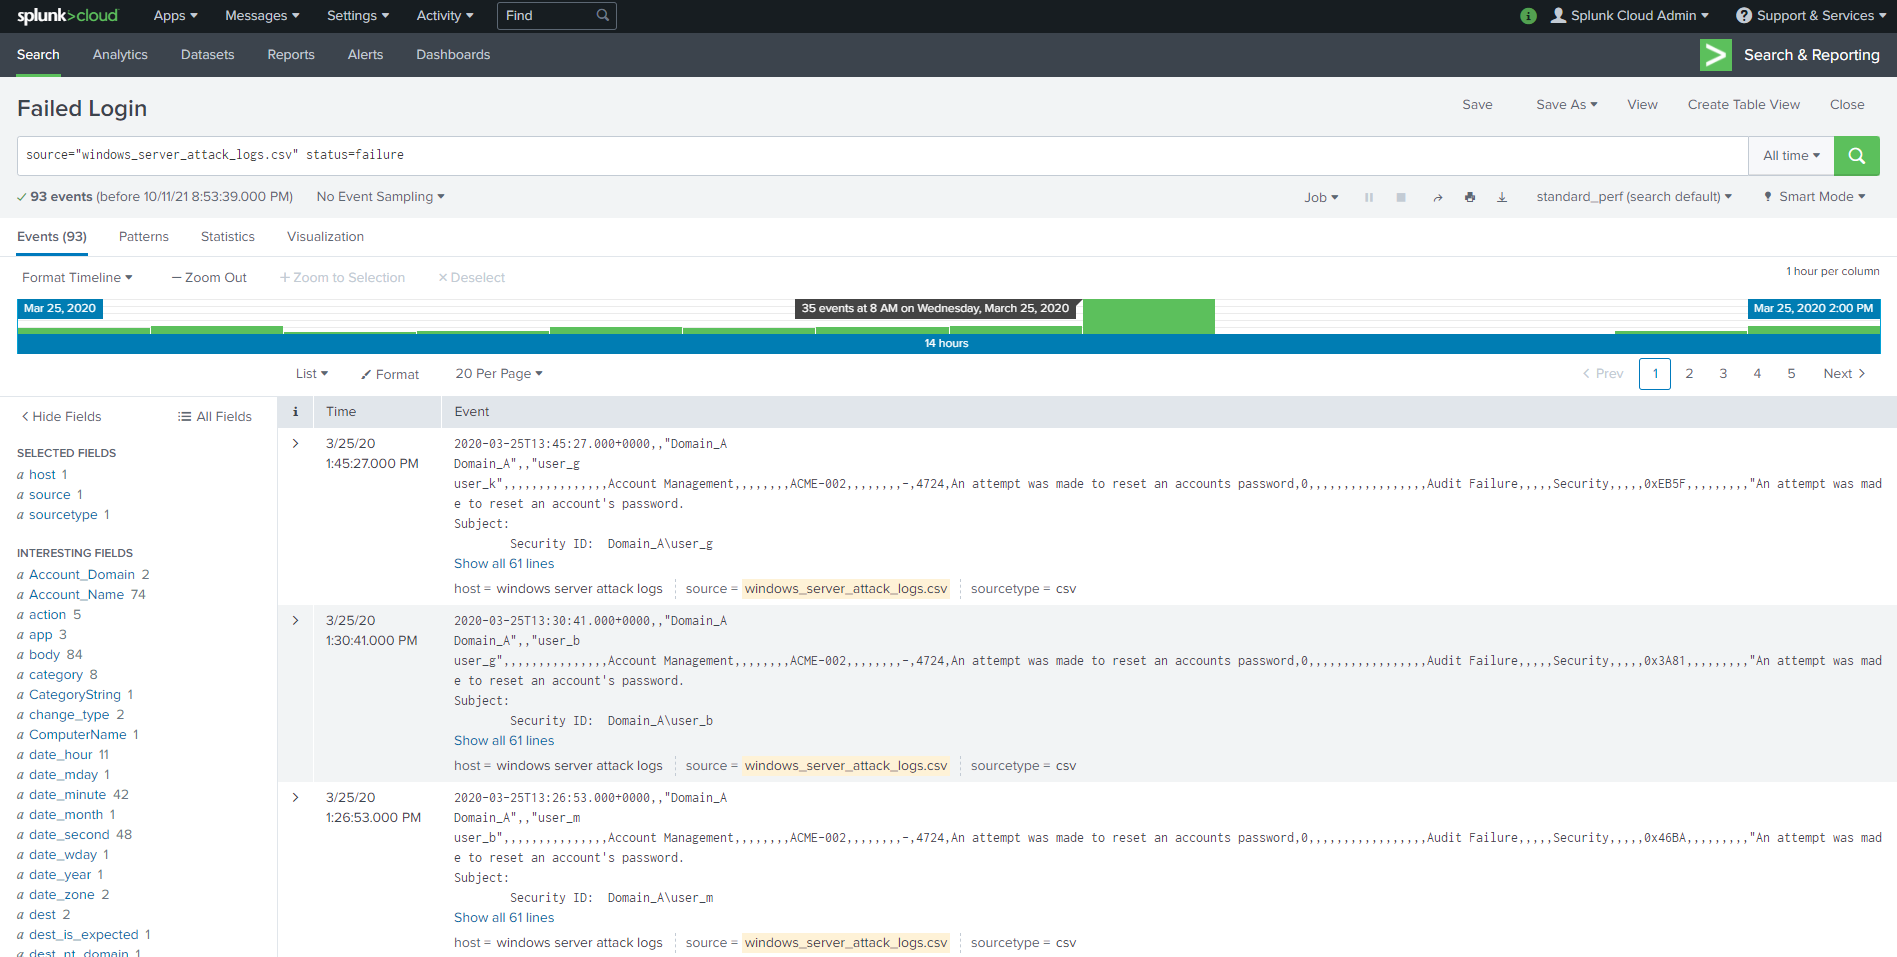 splunk>cloud Apps Messages Settings Activity Find i Splunk Cloud Admin ? Support & Services
Search Analytics Datasets Reports Alerts Dashboards > Search & Reporting
Failed Login Save Save As View Create Table View Close
source="windows_server_attack_logs.csv" status=failure All time
✓ 93 events (before 10/11/21 8:53:39.000 PM) No Event Sampling Job standard_perf (search default) Smart Mode
Events (93) Patterns Statistics Visualization
Format Timeline — Zoom Out + Zoom to Selection × Deselect 1 hour per column
Mar 25, 2020 35 events at 8 AM on Wednesday, March 25, 2020 Mar 25, 2020 2:00 PM
14 hours
List Format 20 Per Page < Prev 1 2 3 4 5 Next >
< Hide Fields All Fields
SELECTED FIELDS
a host 1
a source 1
a sourcetype 1
INTERESTING FIELDS
a Account_Domain 2
a Account_Name 74
a action 5
a app 3
a body 84
a category 8
a CategoryString 1
a change_type 2
a ComputerName 1
a date_hour 11
a date_mday 1
a date_minute 42
a date_month 1
a date_second 48
a date_wday 1
a date_year 1
a date_zone 2
a dest 2
a dest_is_expected 1
a dest_nt_domain 1
i Time Event
> 3/25/20
1:45:27.000 PM
2020-03-25T13:45:27.000+0000,,"Domain_A
Domain_A",,"user_g
user_k",,,,,,,,,,,,,,,Account Management,,,,,,,,ACME-002,,,,,,,,-,4724,An attempt was made to reset an accounts password,0,,,,,,,,,,,,,,,,,Audit Failure,,,,,Security,,,,,0xEB5F,,,,,,,,,"An attempt was mad
e to reset an account's password.
Subject:
Security ID: Domain_A\user_g
Show all 61 lines
host = windows server attack logs source = windows_server_attack_logs.csv sourcetype = csv
> 3/25/20
1:30:41.000 PM
2020-03-25T13:30:41.000+0000,,"Domain_A
Domain_A",,"user_b
user_g",,,,,,,,,,,,,,,Account Management,,,,,,,,ACME-002,,,,,,,,-,4724,An attempt was made to reset an accounts password,0,,,,,,,,,,,,,,,,,Audit Failure,,,,,Security,,,,,0x3A81,,,,,,,,,"An attempt was mad
e to reset an account's password.
Subject:
Security ID: Domain_A\user_b
Show all 61 lines
host = windows server attack logs source = windows_server_attack_logs.csv sourcetype = csv
> 3/25/20
1:26:53.000 PM
2020-03-25T13:26:53.000+0000,,"Domain_A
Domain_A",,"user_m
user_b",,,,,,,,,,,,,,,Account Management,,,,,,,,ACME-002,,,,,,,,-,4724,An attempt was made to reset an accounts password,0,,,,,,,,,,,,,,,,,Audit Failure,,,,,Security,,,,,0x46BA,,,,,,,,,"An attempt was mad
e to reset an account's password.
Subject:
Security ID: Domain_A\user_m
Show all 61 lines
host = windows server attack logs source = windows_server_attack_logs.csv sourcetype = csv